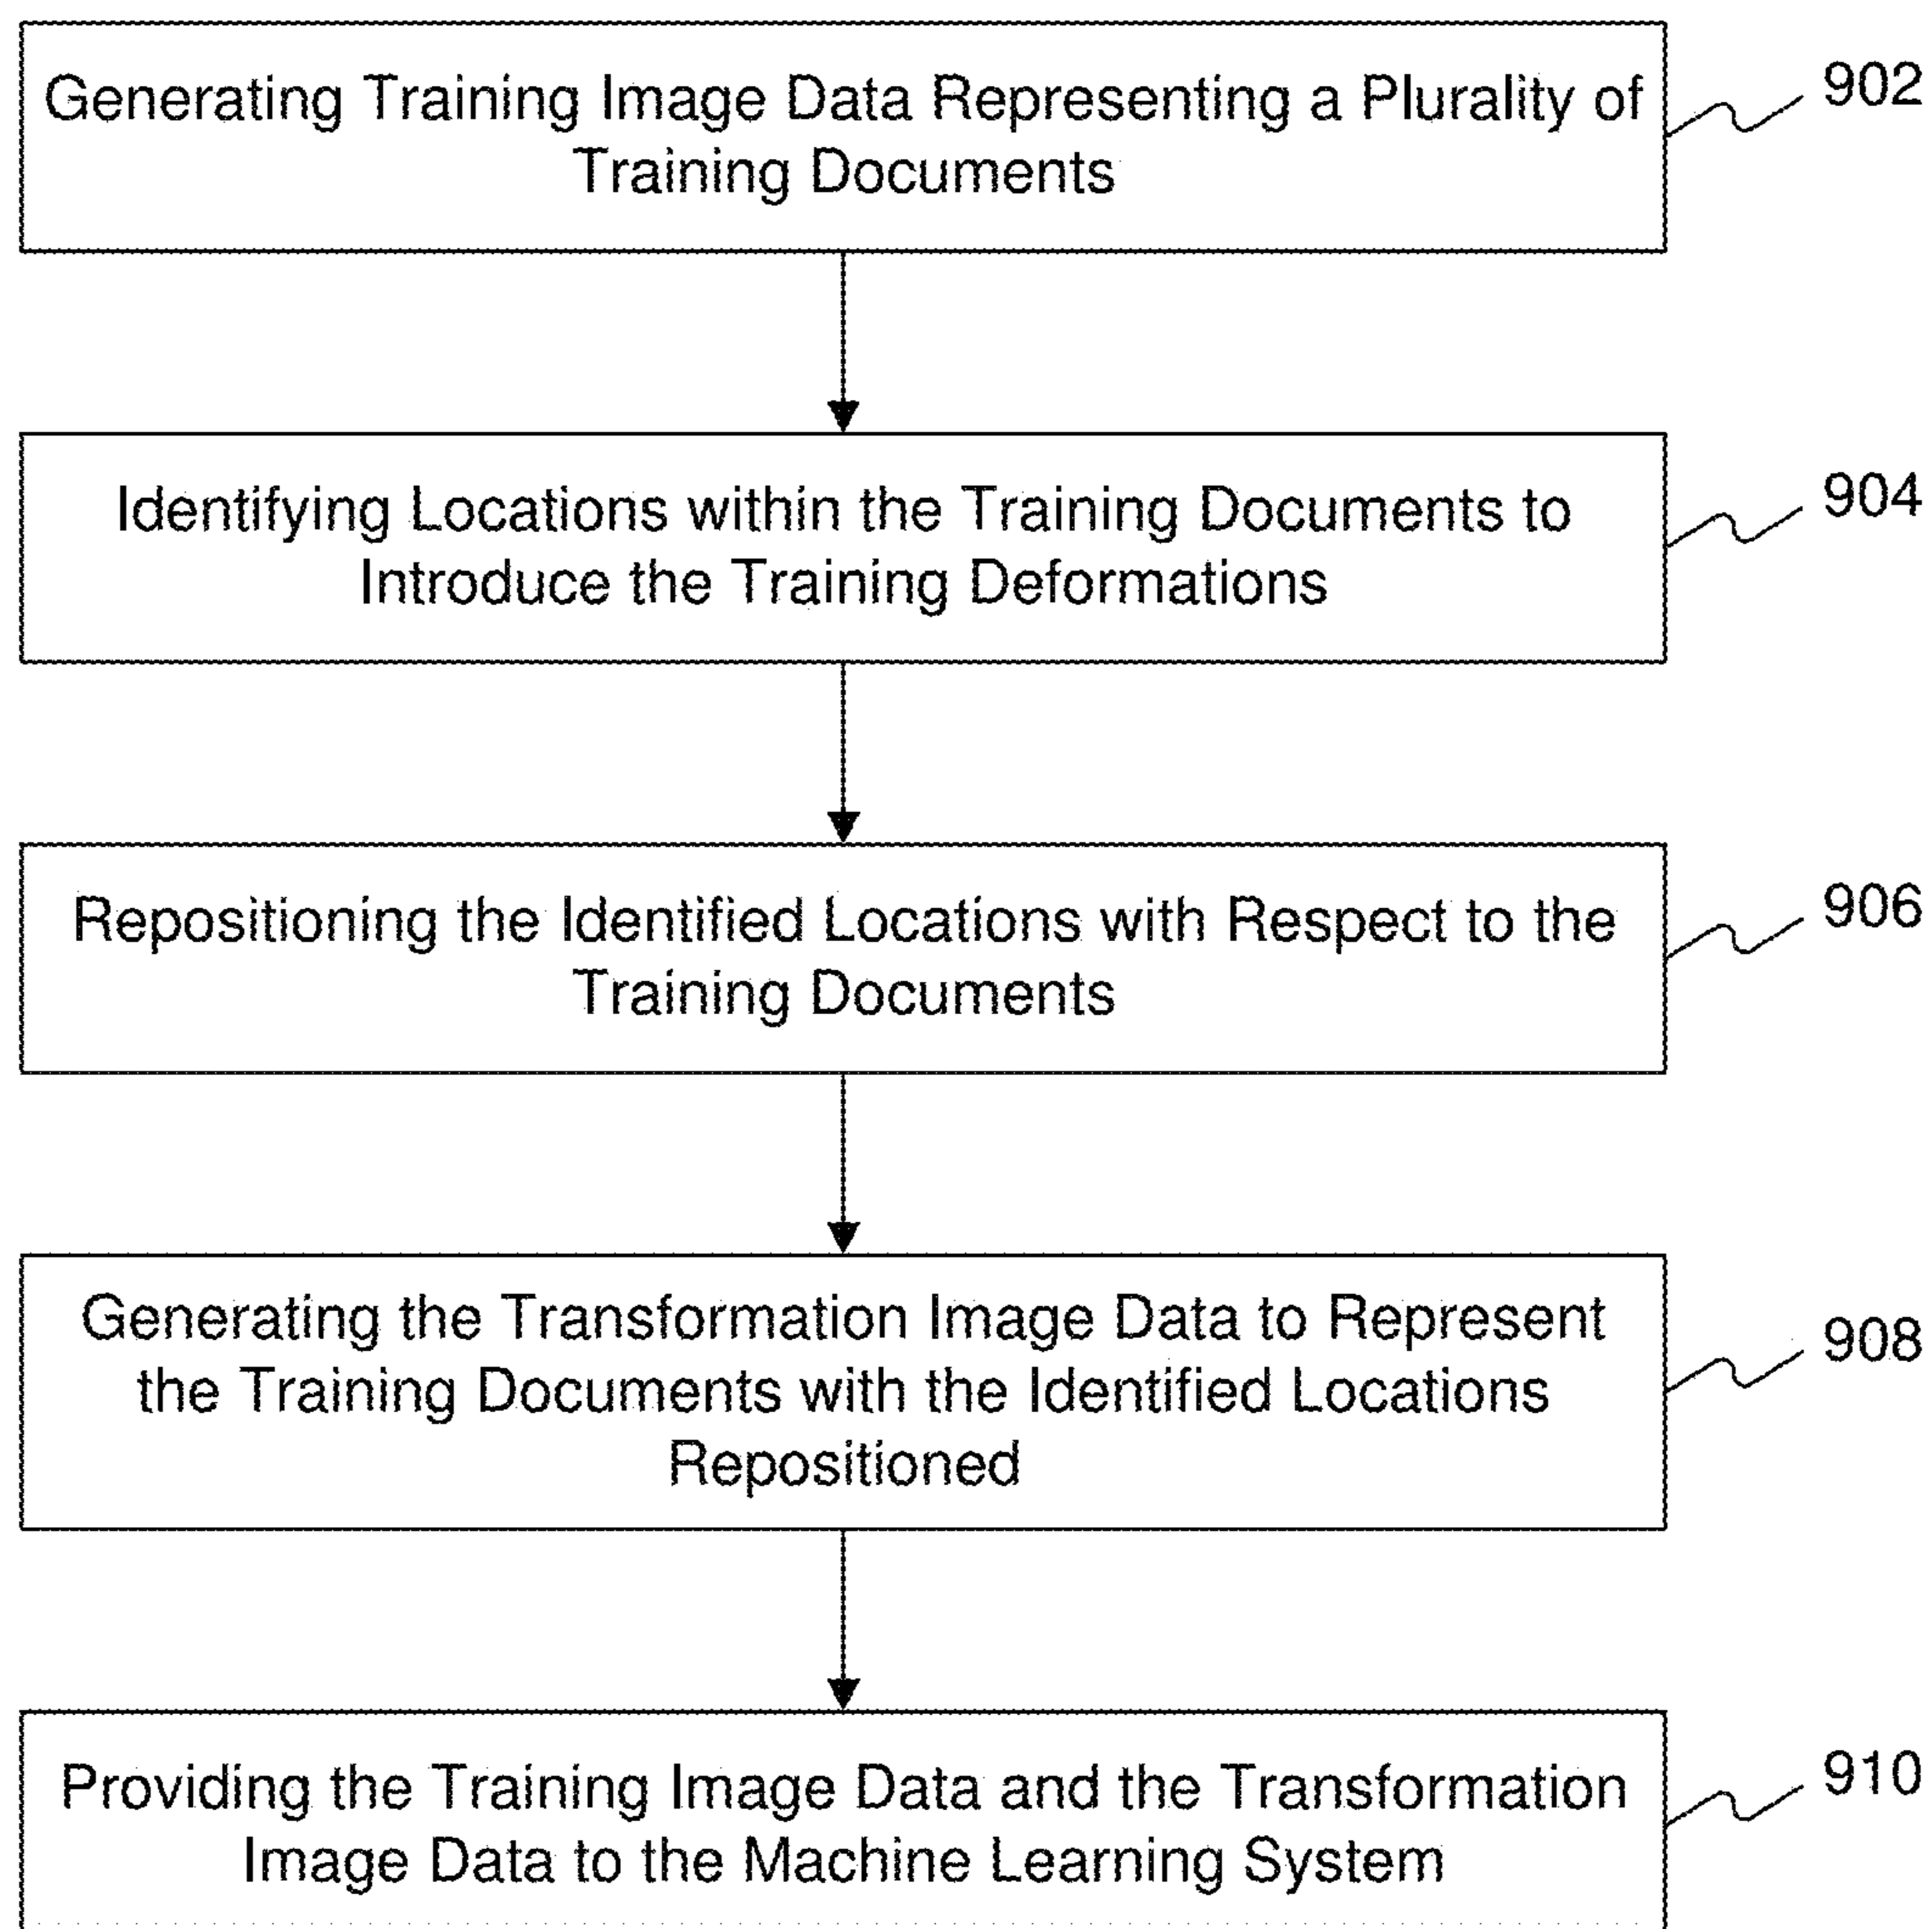 Generating Training Image Data Representing a Plurality of
Training Documents
902
Identifying Locations within the Training Documents to
Introduce the Training Deformations
904
Repositioning the Identified Locations with Respect to the
Training Documents
906
Generating the Transformation Image Data to Represent
the Training Documents with the Identified Locations
Repositioned
908
Providing the Training Image Data and the Transformation
Image Data to the Machine Learning System
910